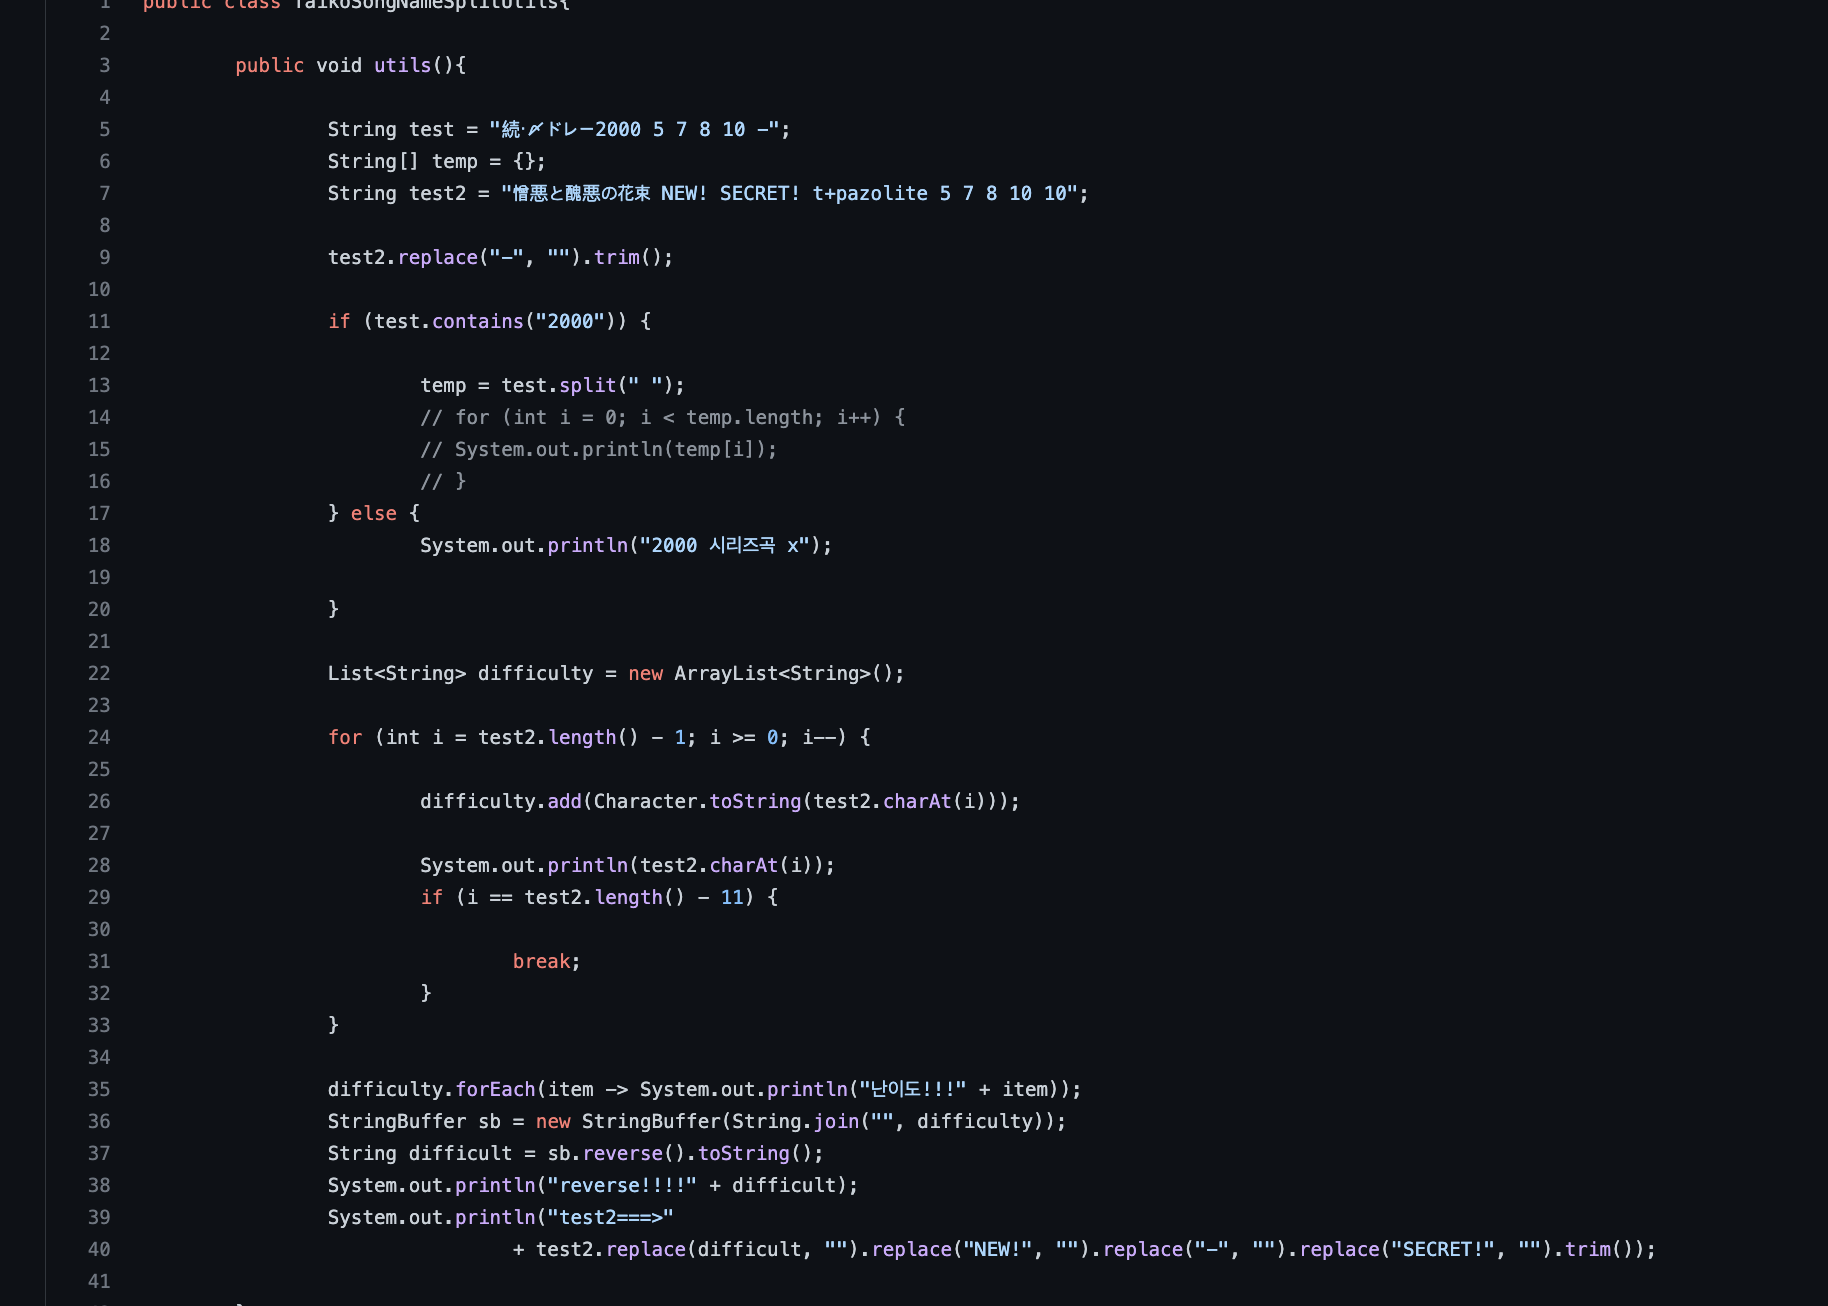 1 public class TaikoSongNameSplitUtils{
2
3 public void utils(){
4
5 String test = "続·〆ドレー2000 5 7 8 10 -";
6 String[] temp = {};
7 String test2 = "憎悪と醜悪の花束 NEW! SECRET! t+pazolite 5 7 8 10 10";
8
9 test2.replace("-", "").trim();
10
11 if (test.contains("2000")) {
12
13 temp = test.split(" ");
14 // for (int i = 0; i < temp.length; i++) {
15 // System.out.println(temp[i]);
16 // }
17 } else {
18 System.out.println("2000 시리즈곡 x");
19
20 }
21
22 List<String> difficulty = new ArrayList<String>();
23
24 for (int i = test2.length() - 1; i >= 0; i--) {
25
26 difficulty.add(Character.toString(test2.charAt(i)));
27
28 System.out.println(test2.charAt(i));
29 if (i == test2.length() - 11) {
30
31 break;
32 }
33 }
34
35 difficulty.forEach(item -> System.out.println("난이도!!!" + item));
36 StringBuffer sb = new StringBuffer(String.join("", difficulty));
37 String difficult = sb.reverse().toString();
38 System.out.println("reverse!!!!" + difficult);
39 System.out.println("test2===>"
40 + test2.replace(difficult, "").replace("NEW!", "").replace("-", "").replace("SECRET!", "").trim());
41